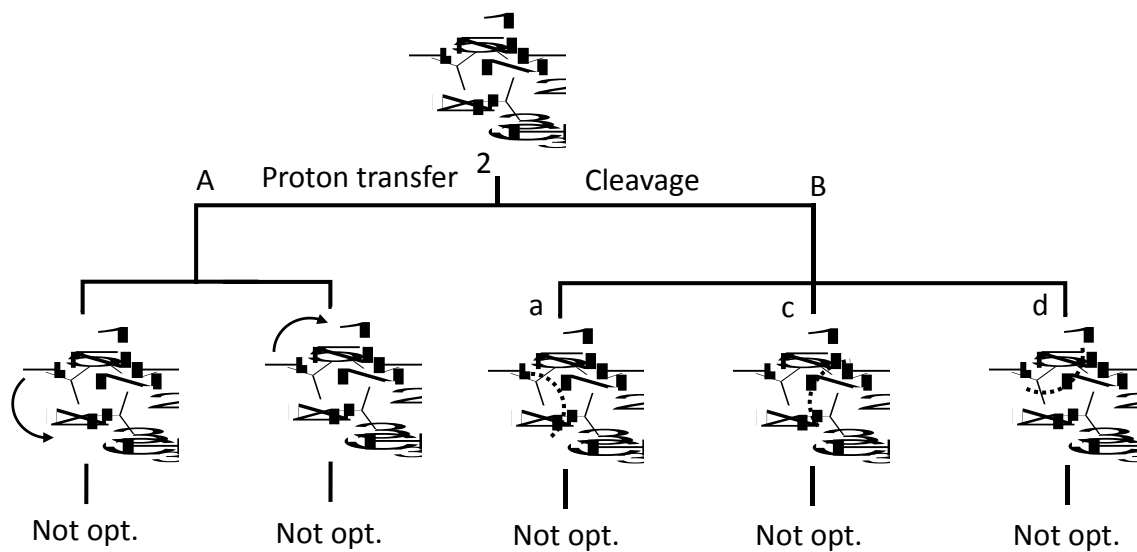 2
A Proton transfer Cleavage B
a c d
Not opt. Not opt. Not opt. Not opt. Not opt.